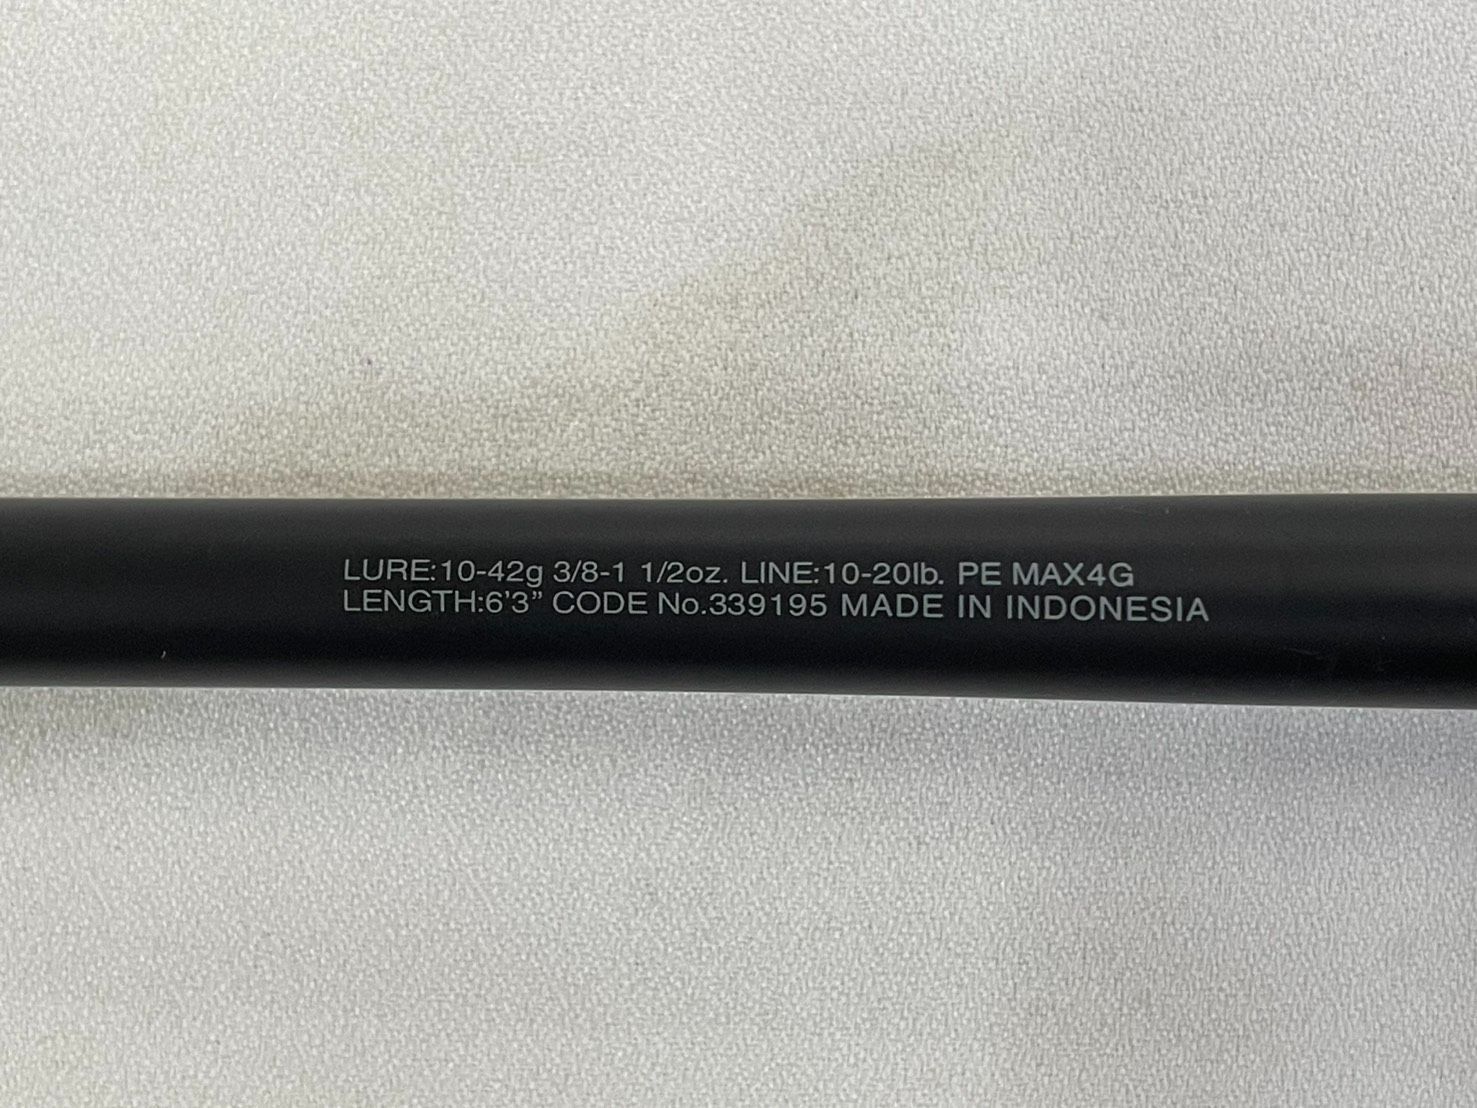 LURE:10-42g 3/8-1 1/2oz. LINE:10-20lb. PE MAX4G
LENGTH:6'3” CODE No.339195 MADE IN INDONESIA